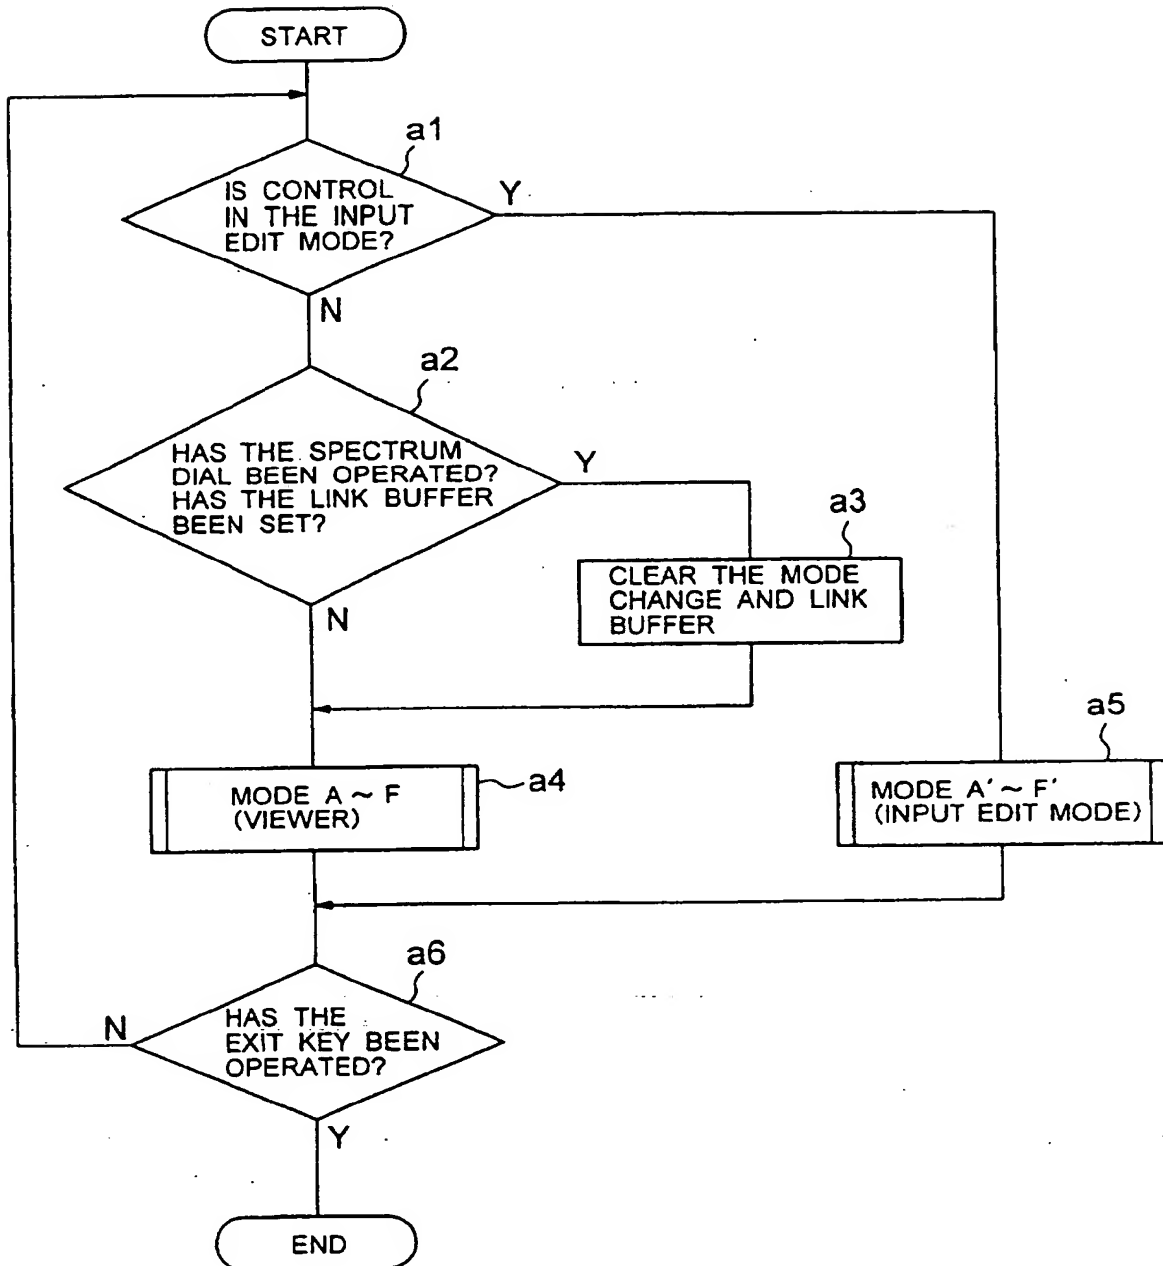 START
a1
IS CONTROL
IN THE INPUT
EDIT MODE?
Y
N
a2
HAS THE SPECTRUM
DIAL BEEN OPERATED?
HAS THE LINK BUFFER
BEEN SET?
Y
N
a3
CLEAR THE MODE
CHANGE AND LINK
BUFFER
MODE A ~ F
(VIEWER)
a4
a5
MODE A' ~ F'
(INPUT EDIT MODE)
a6
HAS THE
EXIT KEY BEEN
OPERATED?
N
Y
END